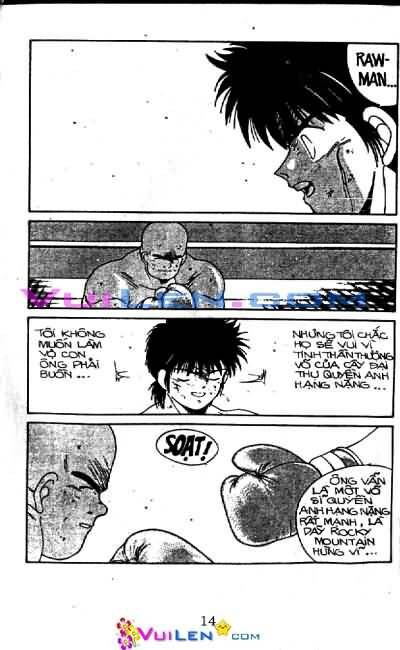 RAW-
MAN...
VUILEN.COM
TÔI KHÔNG
MUỐN LÀM
VỢ CON
ÔNG PHẢI
BUỒN...
NHƯNG TÔI CHẮC
HỌ SẼ VUI VÌ
TINH THẦN THƯỢNG
VÕ CỦA CÂY ĐẠI
THỤ QUYỀN ANH
HẠNG NẶNG...
SOẠT!
ÔNG VẪN
LÀ MỘT VÕ
SĨ QUYỀN
ANH HẠNG NẶNG
RẤT MẠNH, LÀ
DÃY ROCKY
MOUNTAIN
HÙNG VĨ...
14
VUILEN.COM